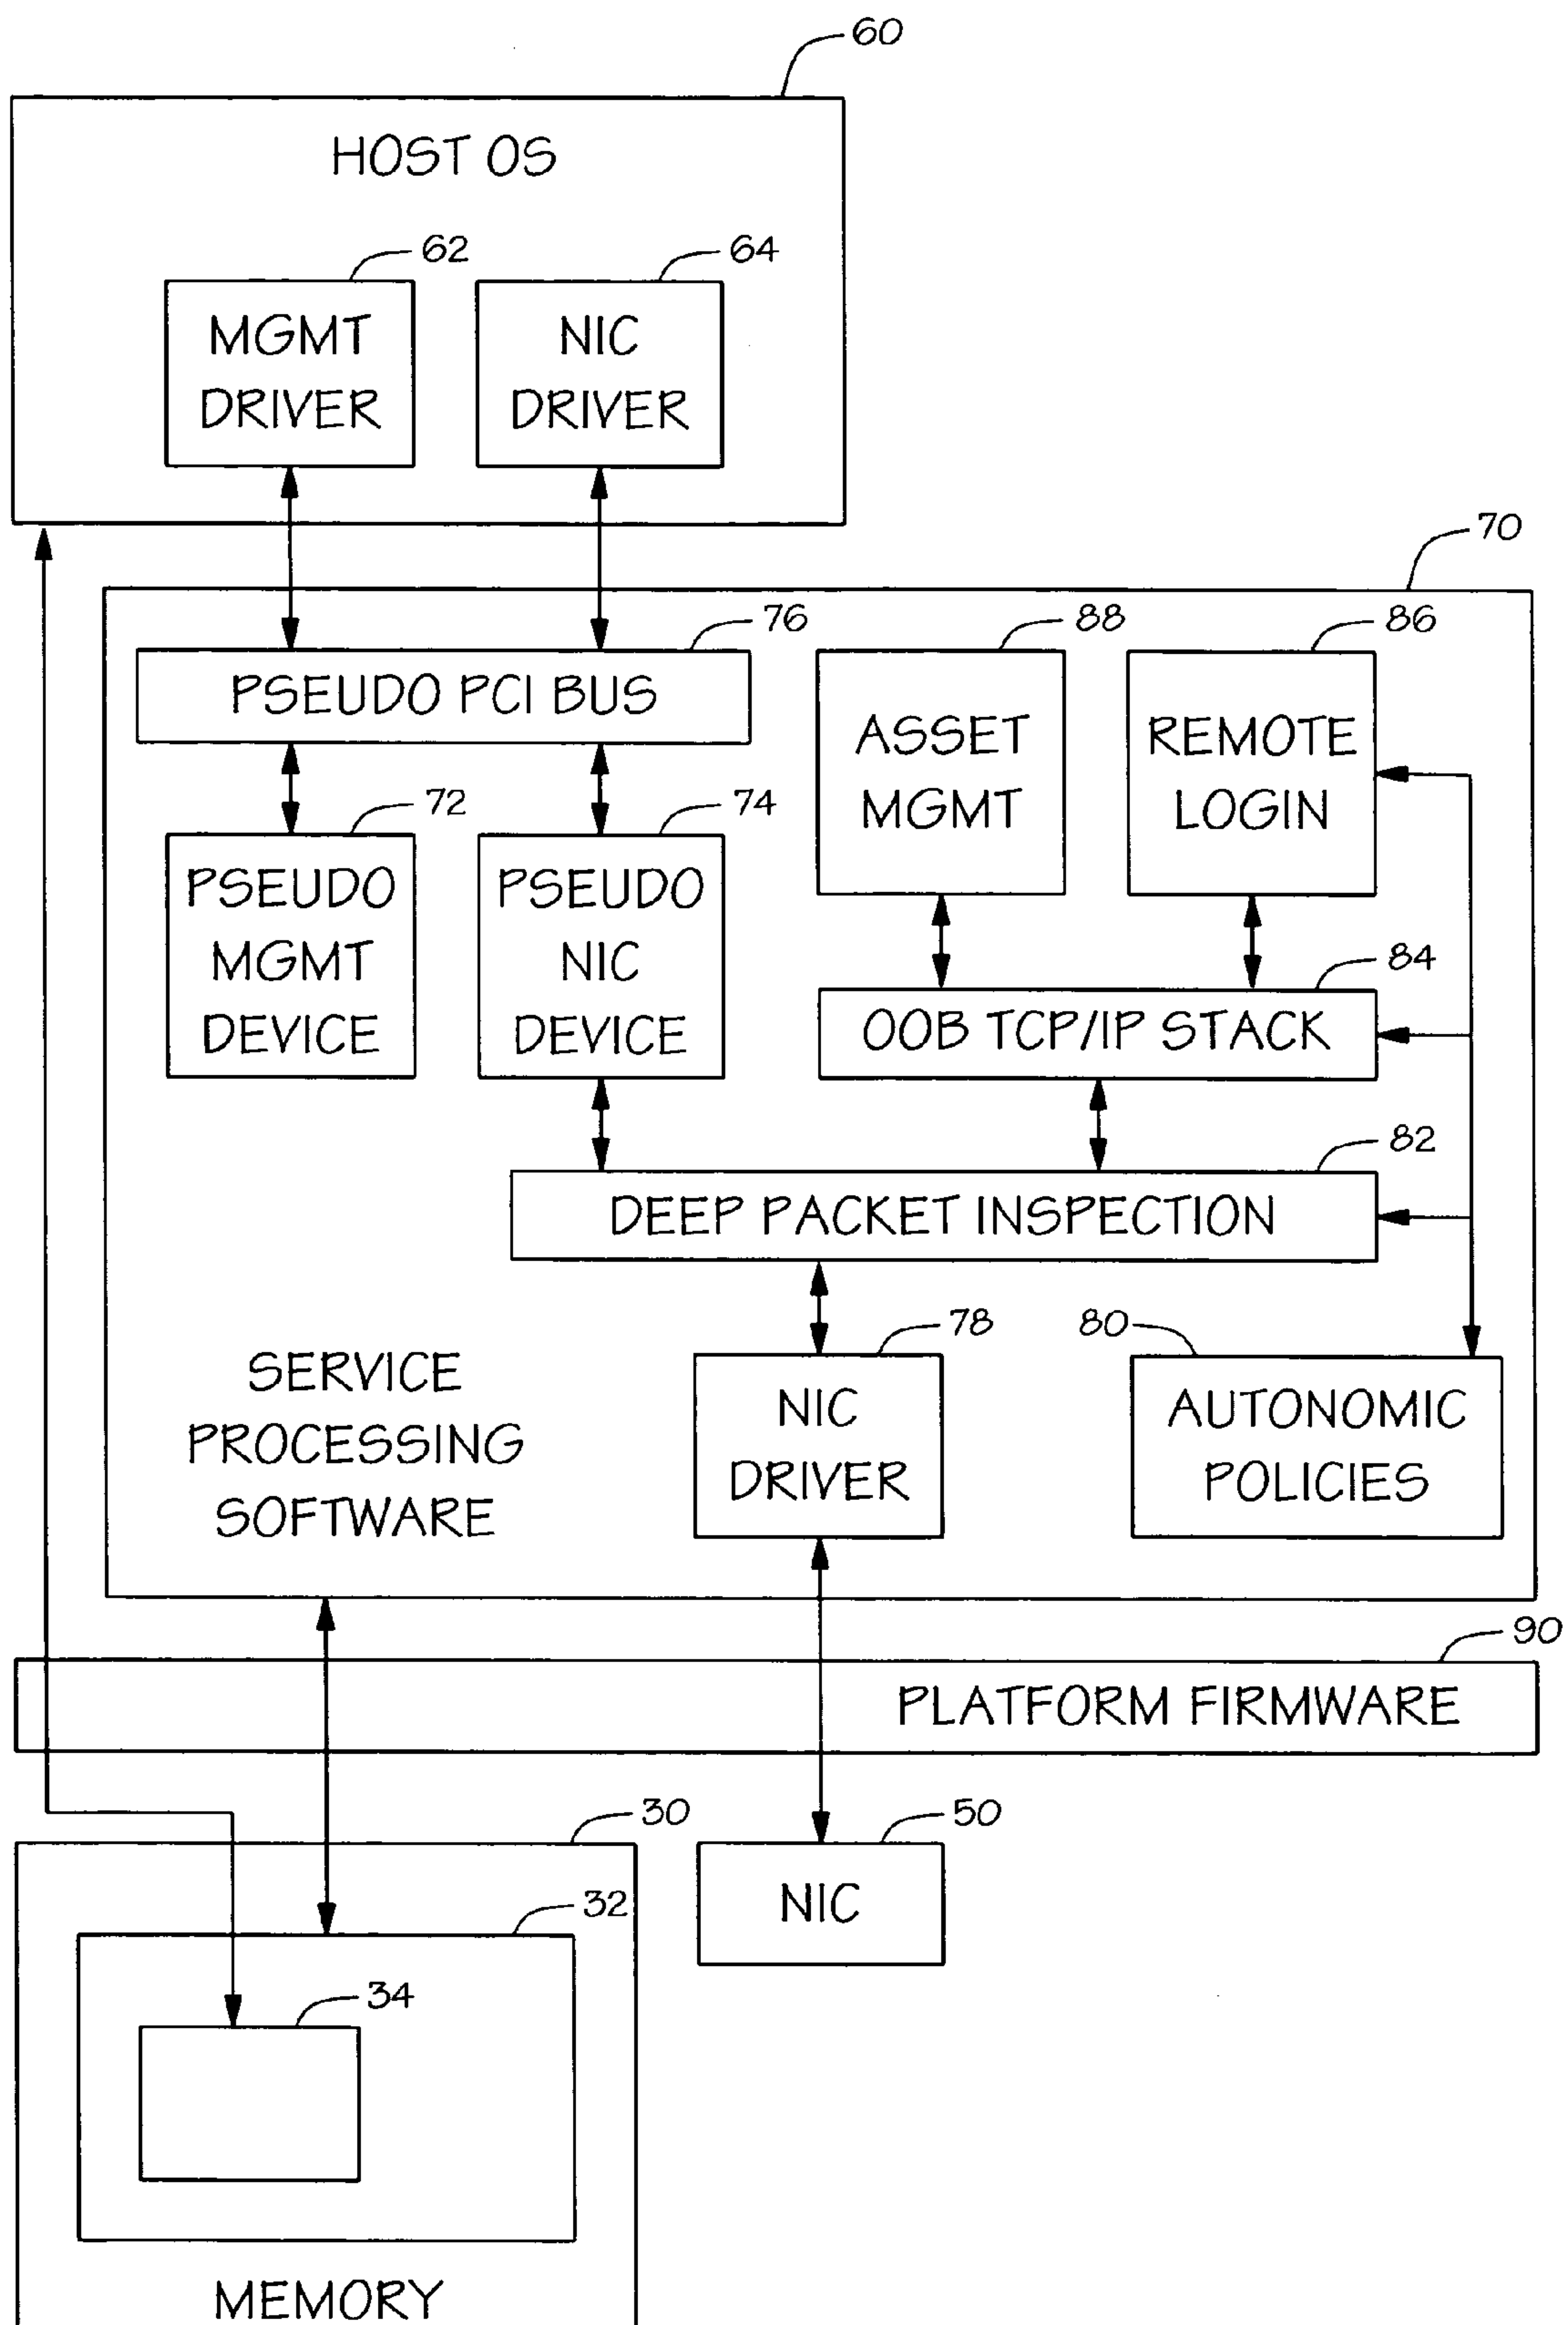 60
HOST OS
62
64
MGMT
DRIVER
NIC
DRIVER
70
76
88
86
PSEUDO PCI BUS
ASSET
MGMT
REMOTE
LOGIN
72
74
PSEUDO
MGMT
DEVICE
PSEUDO
NIC
DEVICE
84
OOB TCP/IP STACK
82
DEEP PACKET INSPECTION
78
80
SERVICE
PROCESSING
SOFTWARE
NIC
DRIVER
AUTONOMIC
POLICIES
90
PLATFORM FIRMWARE
30
50
NIC
32
34
MEMORY